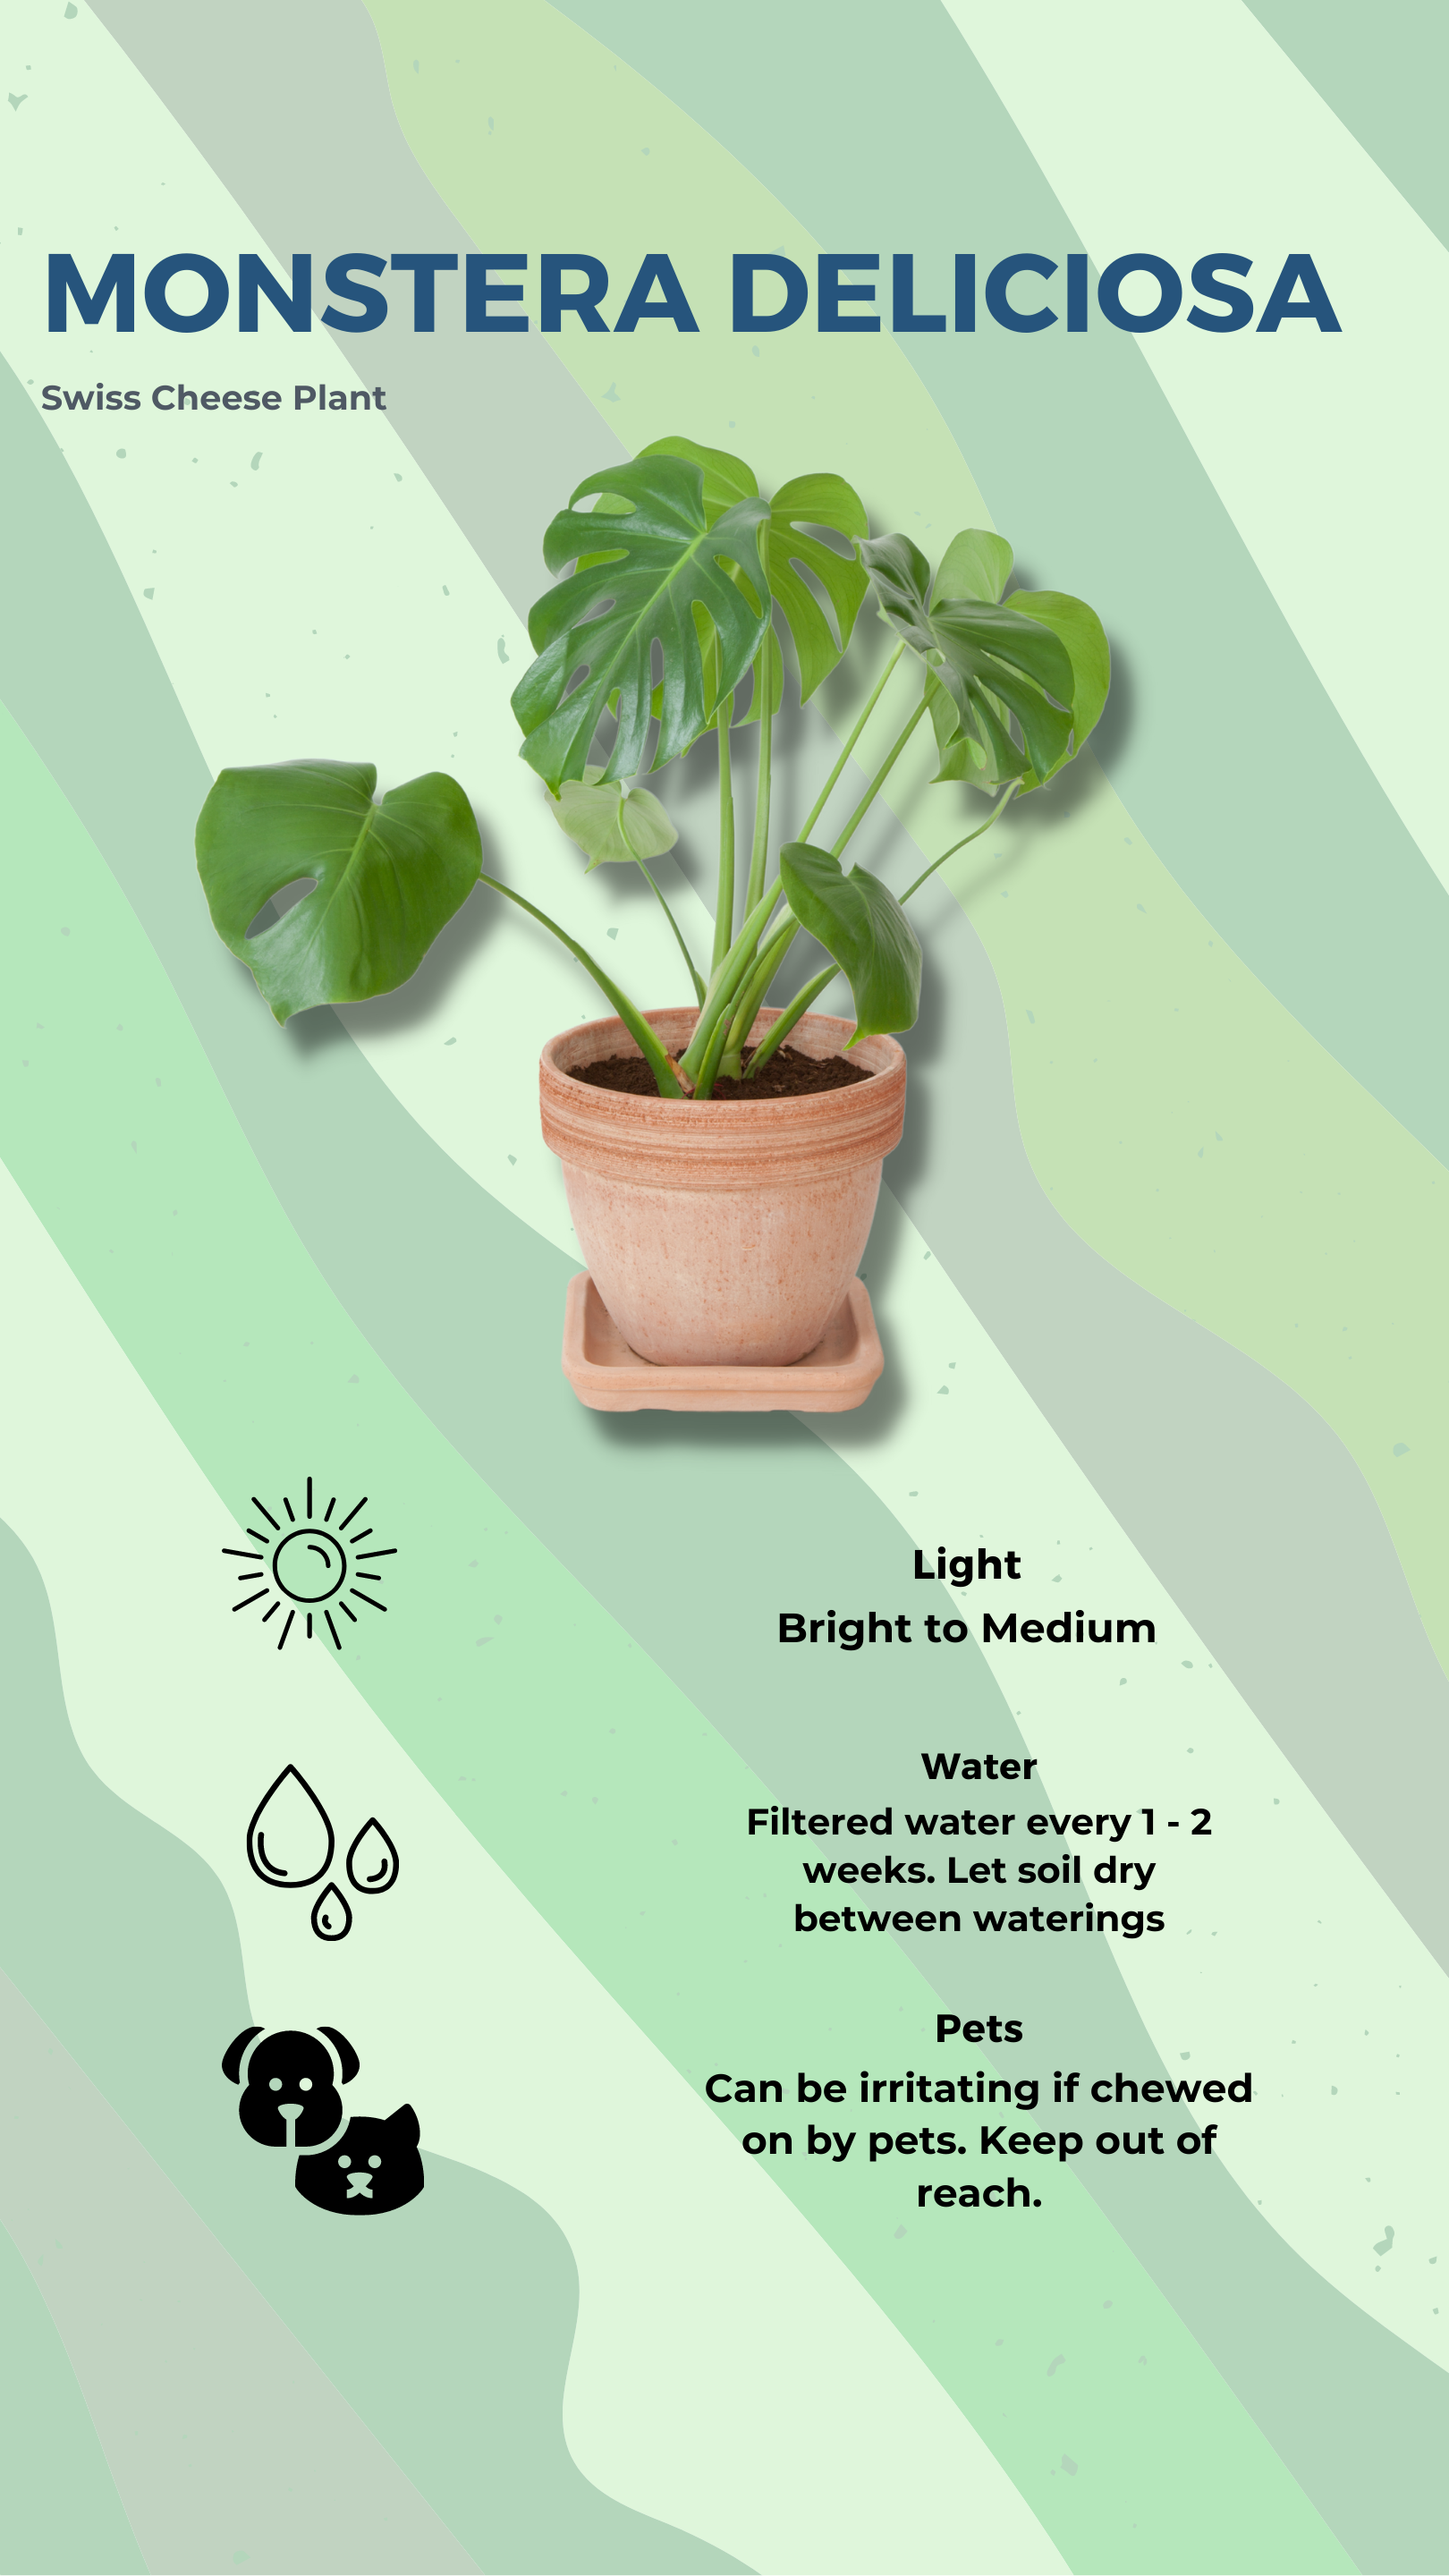 MONSTERA DELICIOSA
Swiss Cheese Plant
Light
Bright to Medium
Water
Filtered water every 1 - 2
weeks. Let soil dry
between waterings
Pets
Can be irritating if chewed
on by pets. Keep out of
reach.